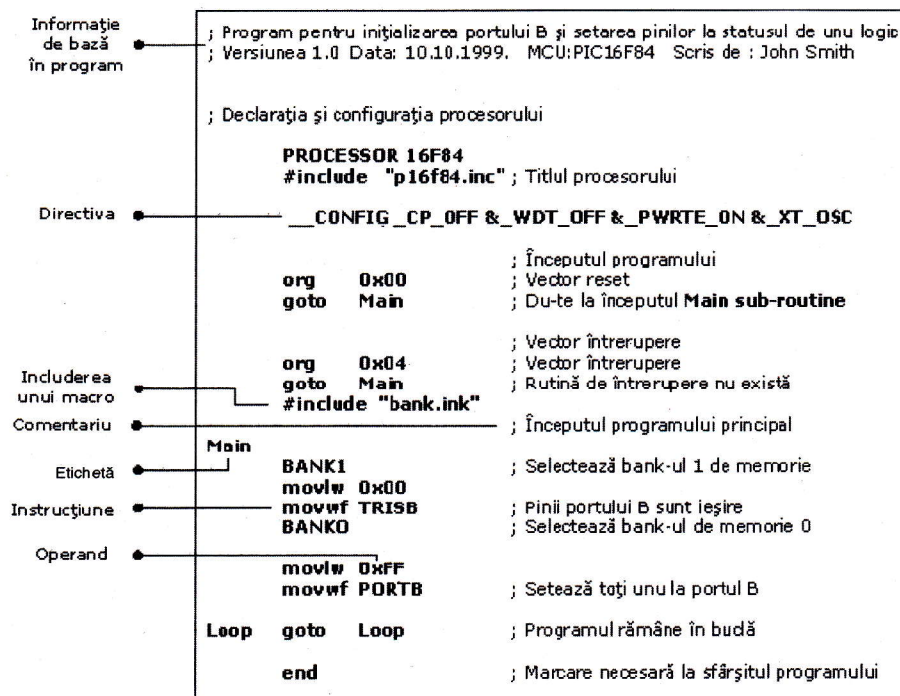 Informaţie
de bază
în program
; Program pentru iniţializarea portului B şi setarea pinilor la statusul de unu logic
; Versiunea 1.0 Data: 10.10.1999. MCU:PIC16F84 Scris de : John Smith
; Declaraţia şi configuraţia procesorului
PROCESSOR 16F84
#include "p16f84.inc" ; Titlul procesorului
Directiva
__CONFIG _CP_OFF & _WDT_OFF & _PWRTE_ON & _XT_OSC
; Începutul programului
org 0x00 ; Vector reset
goto Main ; Du-te la începutul Main sub-routine
; Vector întrerupere
org 0x04 ; Vector întrerupere
goto Main ; Rutină de întrerupere nu există
Includerea
unui macro
#include "bank.ink"
Comentariu
; Începutul programului principal
Main
Etichetă
BANK1 ; Selectează bank-ul 1 de memorie
movlw 0x00
Instrucţiune
movwf TRISB ; Pinii portului B sunt ieşire
BANK0 ; Selectează bank-ul de memorie 0
Operand
movlw 0xFF
movwf PORTB ; Setează toţi unu la portul B
Loop goto Loop ; Programul rămâne în buclă
end ; Marcare necesară la sfârşitul programului